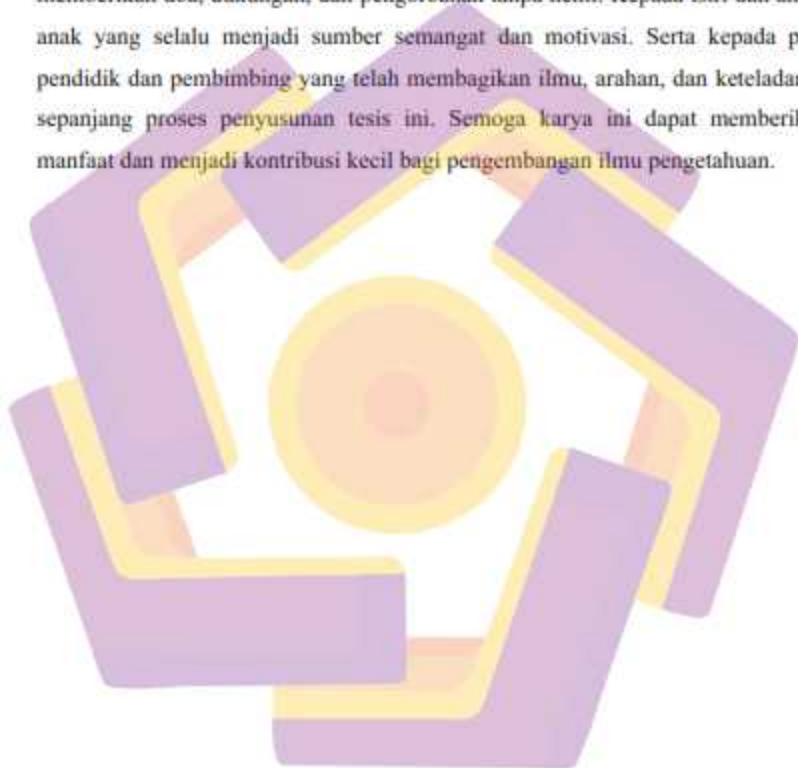 anak yang selalu menjadi sumber semangat dan motivasi. Serta kepada p
pendidik dan pembimbing yang telah membagikan ilmu, arahan, dan keteladan
sepanjang proses penyusunan tesis ini. Semoga karya ini dapat memberil
manfaat dan menjadi kontribusi kecil bagi pengembangan ilmu pengetahuan.